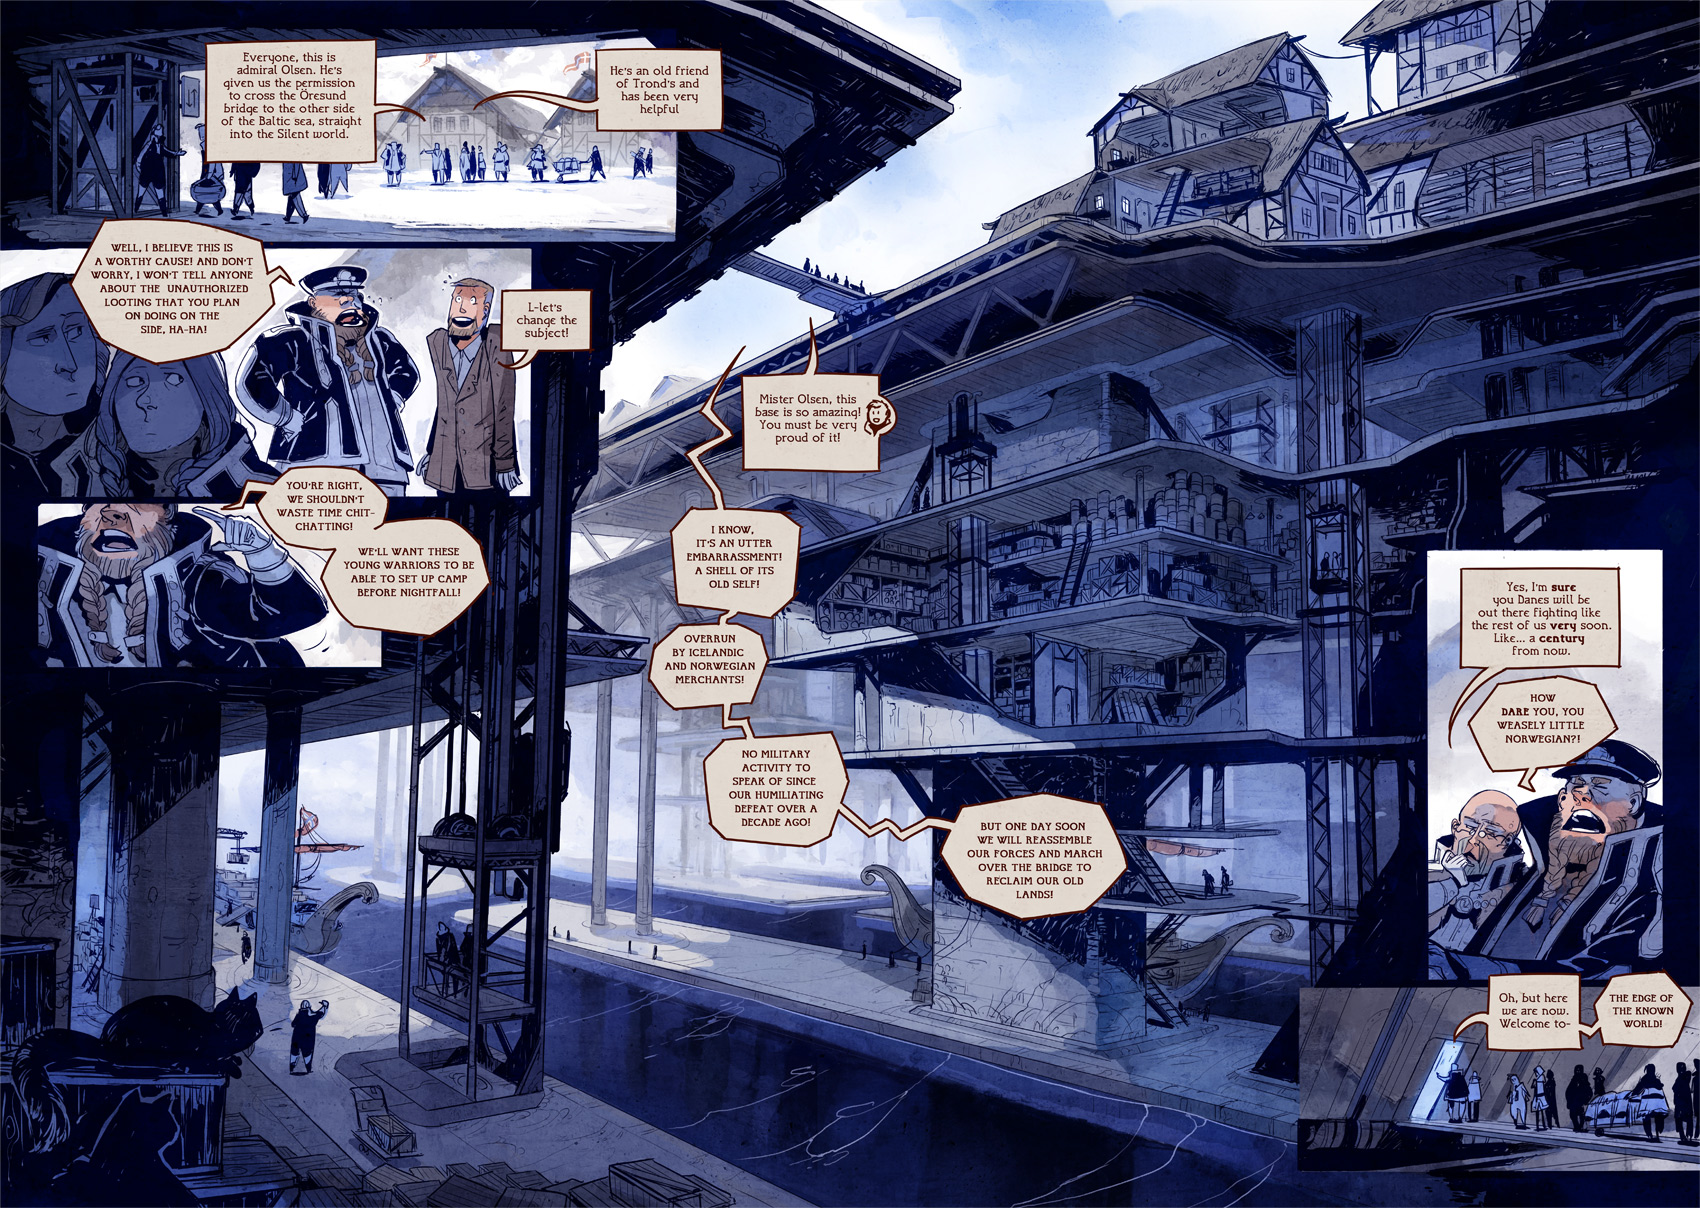 Everyone, this is
admiral Olsen. He's
given us the permission
to cross the Öresund
bridge to the other side
of the Baltic sea, straight
into the Silent world.
He's an old friend
of Trond's and
has been very
helpful
WELL, I BELIEVE THIS IS
A WORTHY CAUSE! AND DON'T
WORRY, I WON'T TELL ANYONE
ABOUT THE UNAUTHORIZED
LOOTING THAT YOU PLAN
ON DOING ON THE
SIDE, HA-HA!
L-let's
change the
subject!
YOU'RE RIGHT,
WE SHOULDN'T
WASTE TIME CHIT-
CHATTING!
WE'LL WANT THESE
YOUNG WARRIORS TO BE
ABLE TO SET UP CAMP
BEFORE NIGHTFALL!
Mister Olsen, this
base is so amazing!
You must be very
proud of it!
I KNOW,
IT'S AN UTTER
EMBARRASSMENT!
A SHELL OF ITS
OLD SELF!
OVERRUN
BY ICELANDIC
AND NORWEGIAN
MERCHANTS!
NO MILITARY
ACTIVITY TO
SPEAK OF SINCE
OUR HUMILIATING
DEFEAT OVER A
DECADE AGO!
BUT ONE DAY SOON
WE WILL REASSEMBLE
OUR FORCES AND MARCH
OVER THE BRIDGE TO
RECLAIM OUR OLD
LANDS!
Yes, I'm sure
you Danes will be
out there fighting like
the rest of us very soon.
Like... a century
from now.
HOW
DARE YOU, YOU
WEASELY LITTLE
NORWEGIAN?!
Oh, but here
we are now.
Welcome to-
THE EDGE OF
THE KNOWN
WORLD!